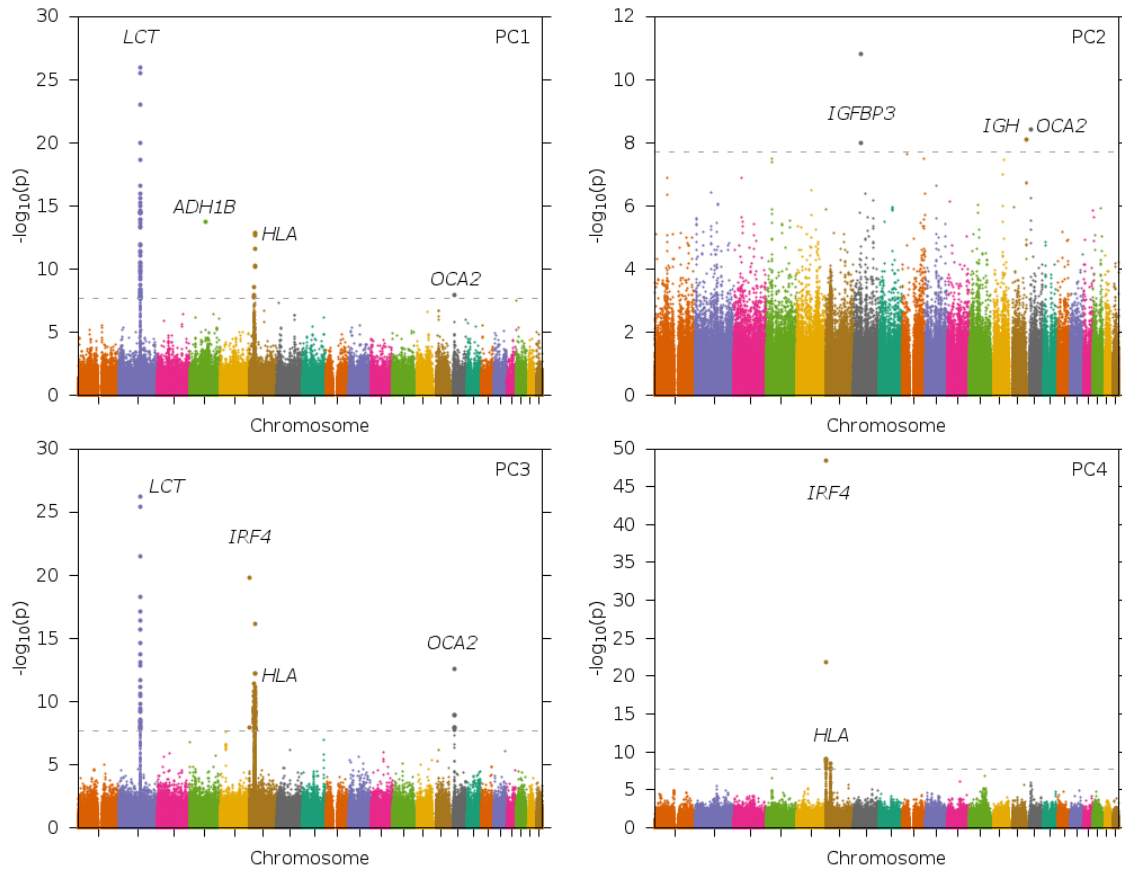 30
25
20
15
10
5
0
-log10(p)
LCT
ADH1B
HLA
OCA2
PC1
Chromosome
12
10
8
6
4
2
0
-log10(p)
IGFBP3
IGH
OCA2
PC2
Chromosome
30
25
20
15
10
5
0
-log10(p)
LCT
IRF4
HLA
OCA2
PC3
Chromosome
50
45
40
35
30
25
20
15
10
5
0
-log10(p)
IRF4
HLA
PC4
Chromosome